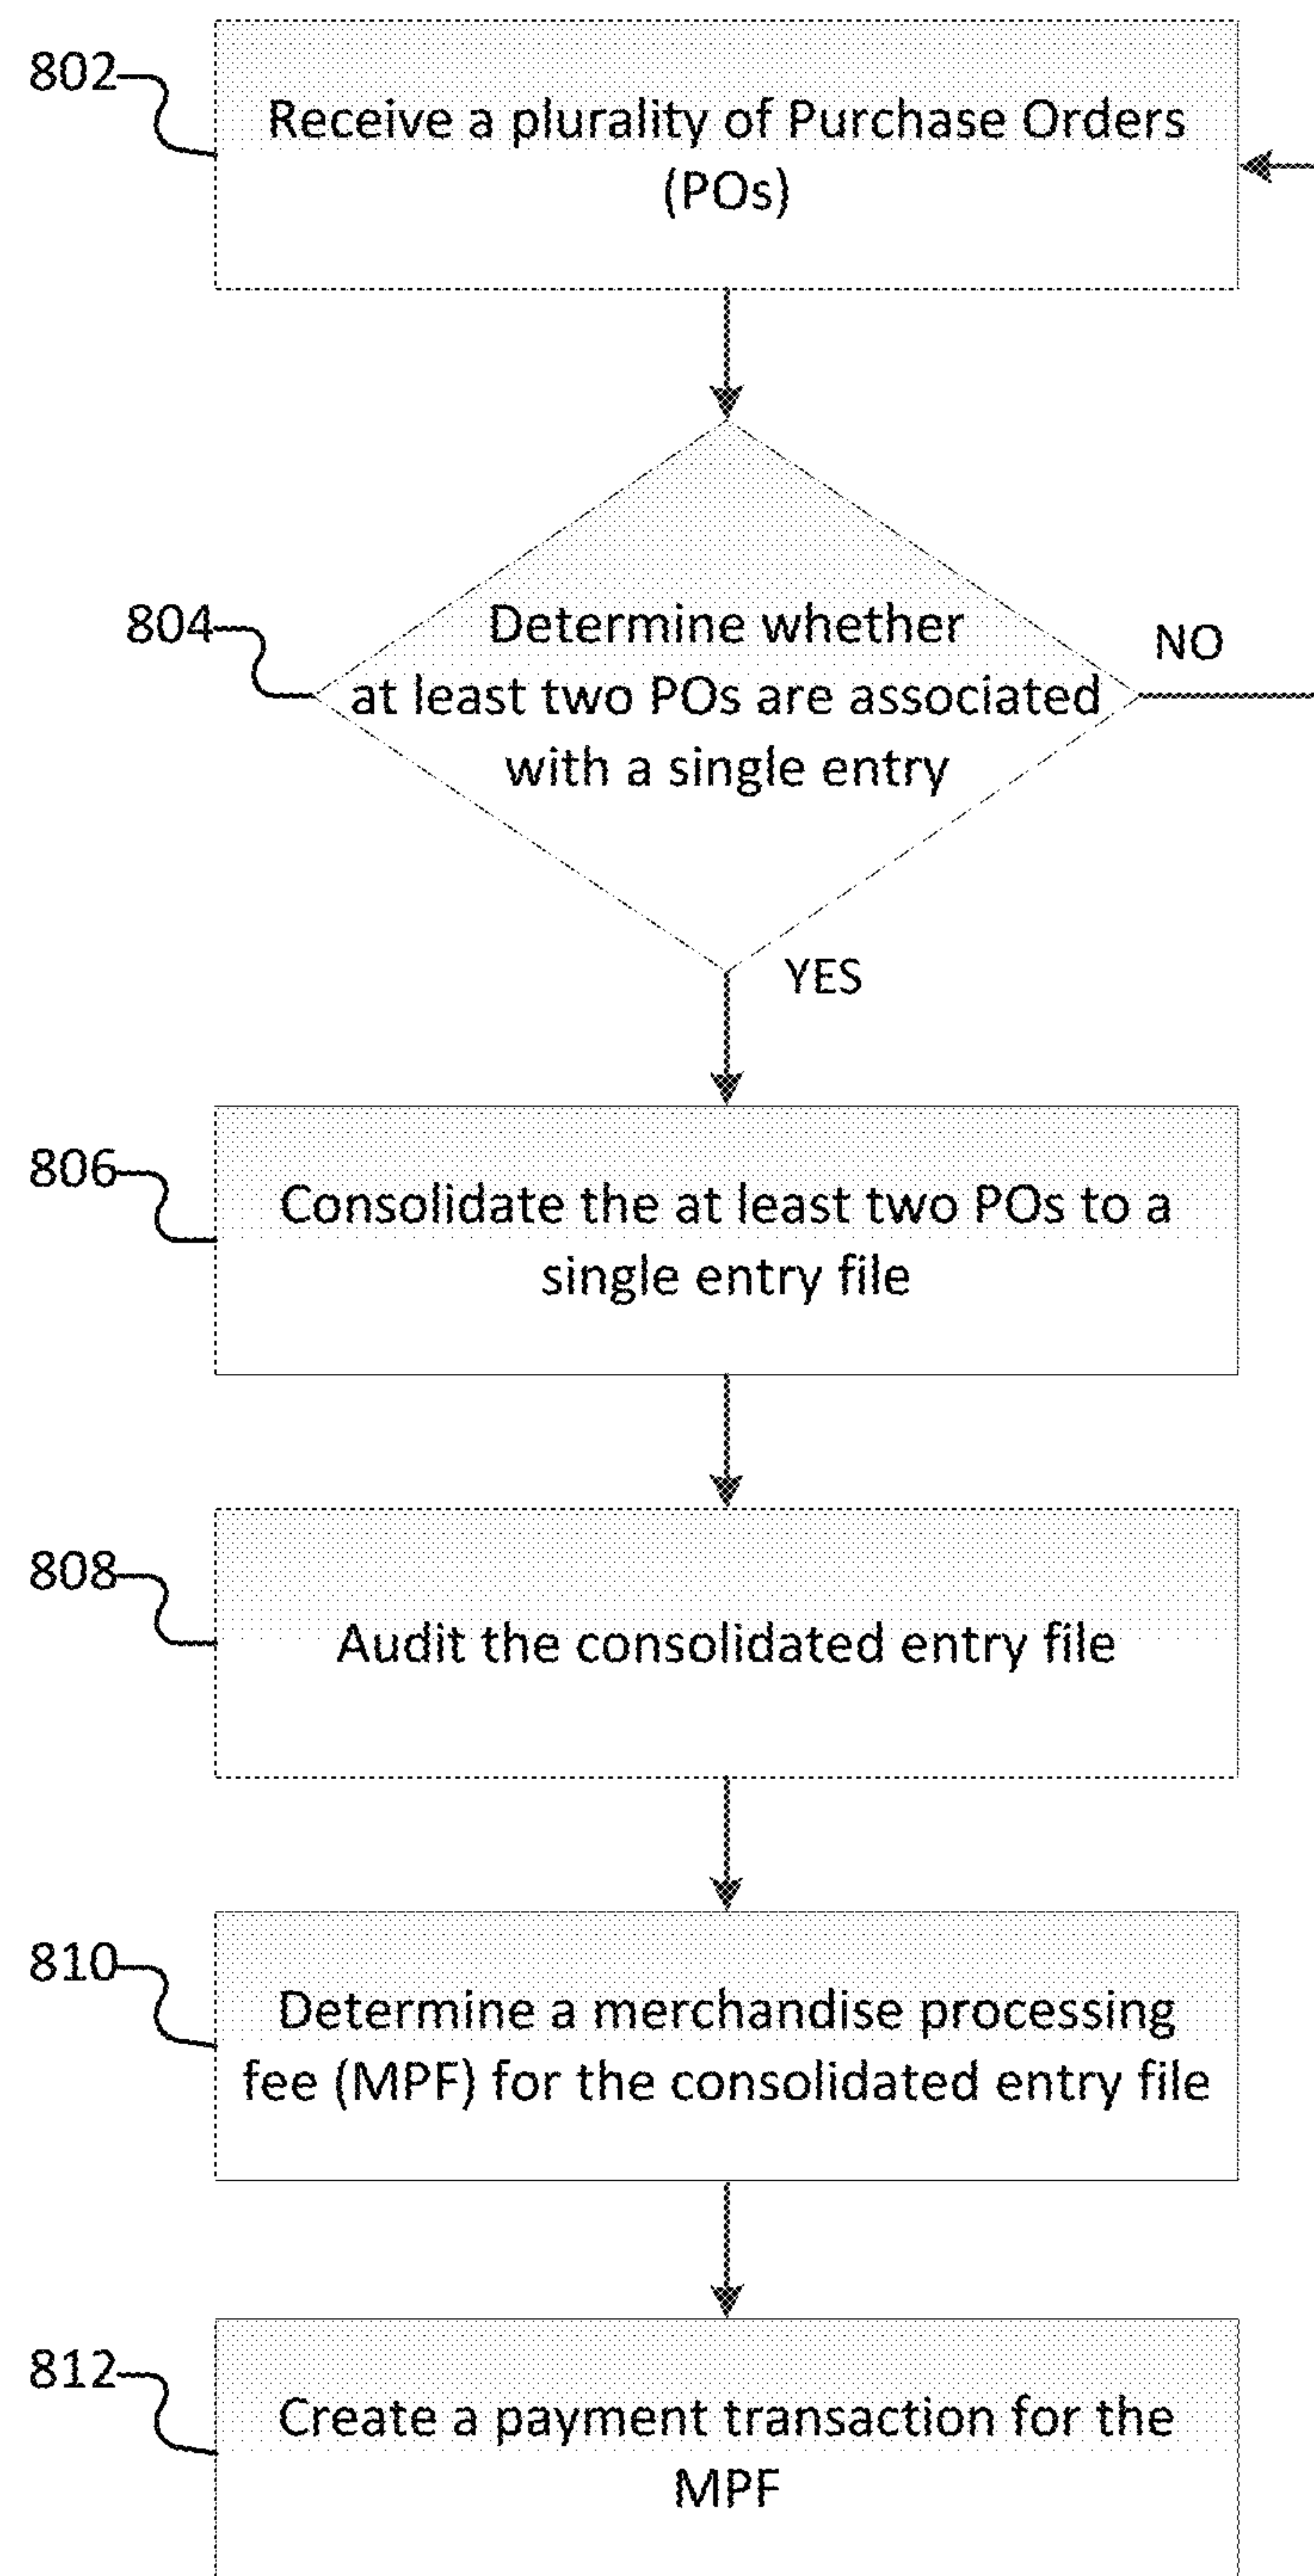 802
Receive a plurality of Purchase Orders
(POs)
804
Determine whether
at least two POs are associated
with a single entry
NO
YES
806
Consolidate the at least two POs to a
single entry file
808
Audit the consolidated entry file
810
Determine a merchandise processing
fee (MPF) for the consolidated entry file
812
Create a payment transaction for the
MPF